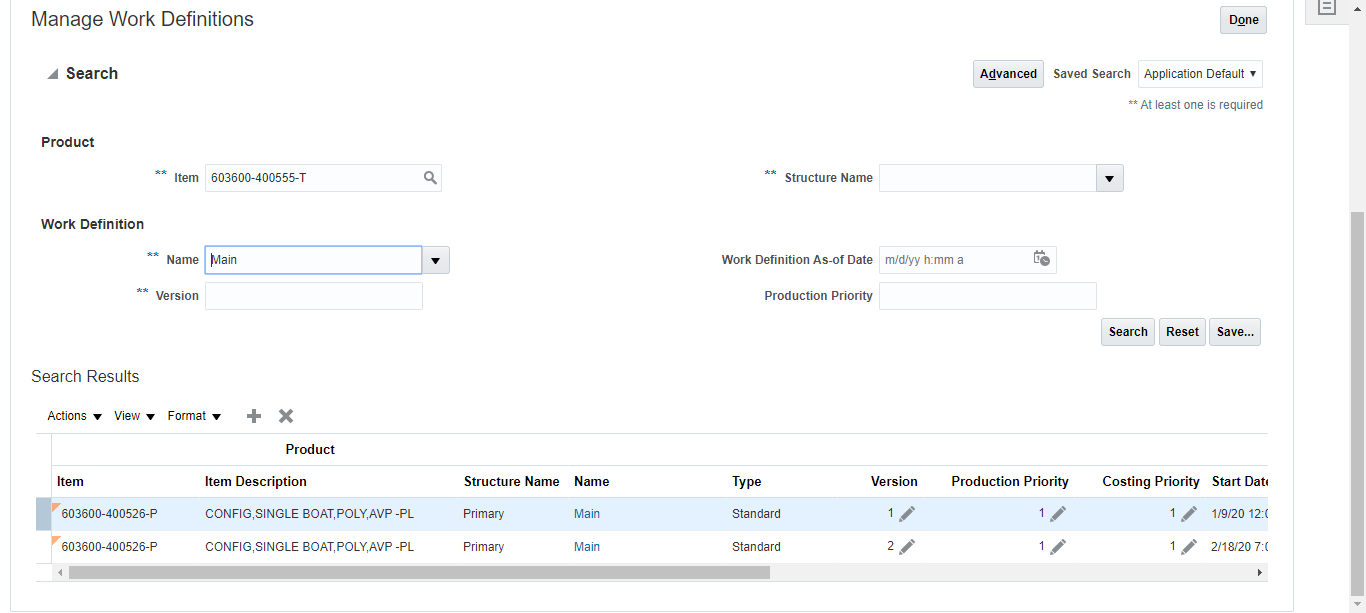 Manage Work Definitions
Done
Search
Advanced Saved Search Application Default
** At least one is required
Product
** Item 603600-400555-T ** Structure Name
Work Definition
** Name Main Work Definition As-of Date m/d/yy h:mm a
** Version Production Priority
Search Reset Save...
Search Results
Actions View Format
Product
Item Item Description Structure Name Name Type Version Production Priority Costing Priority Start Date
603600-400526-P CONFIG,SINGLE BOAT,POLY,AVP -PL Primary Main Standard 1 1 1 1/9/20 12:0
603600-400526-P CONFIG,SINGLE BOAT,POLY,AVP -PL Primary Main Standard 2 1 1 2/18/20 7:0